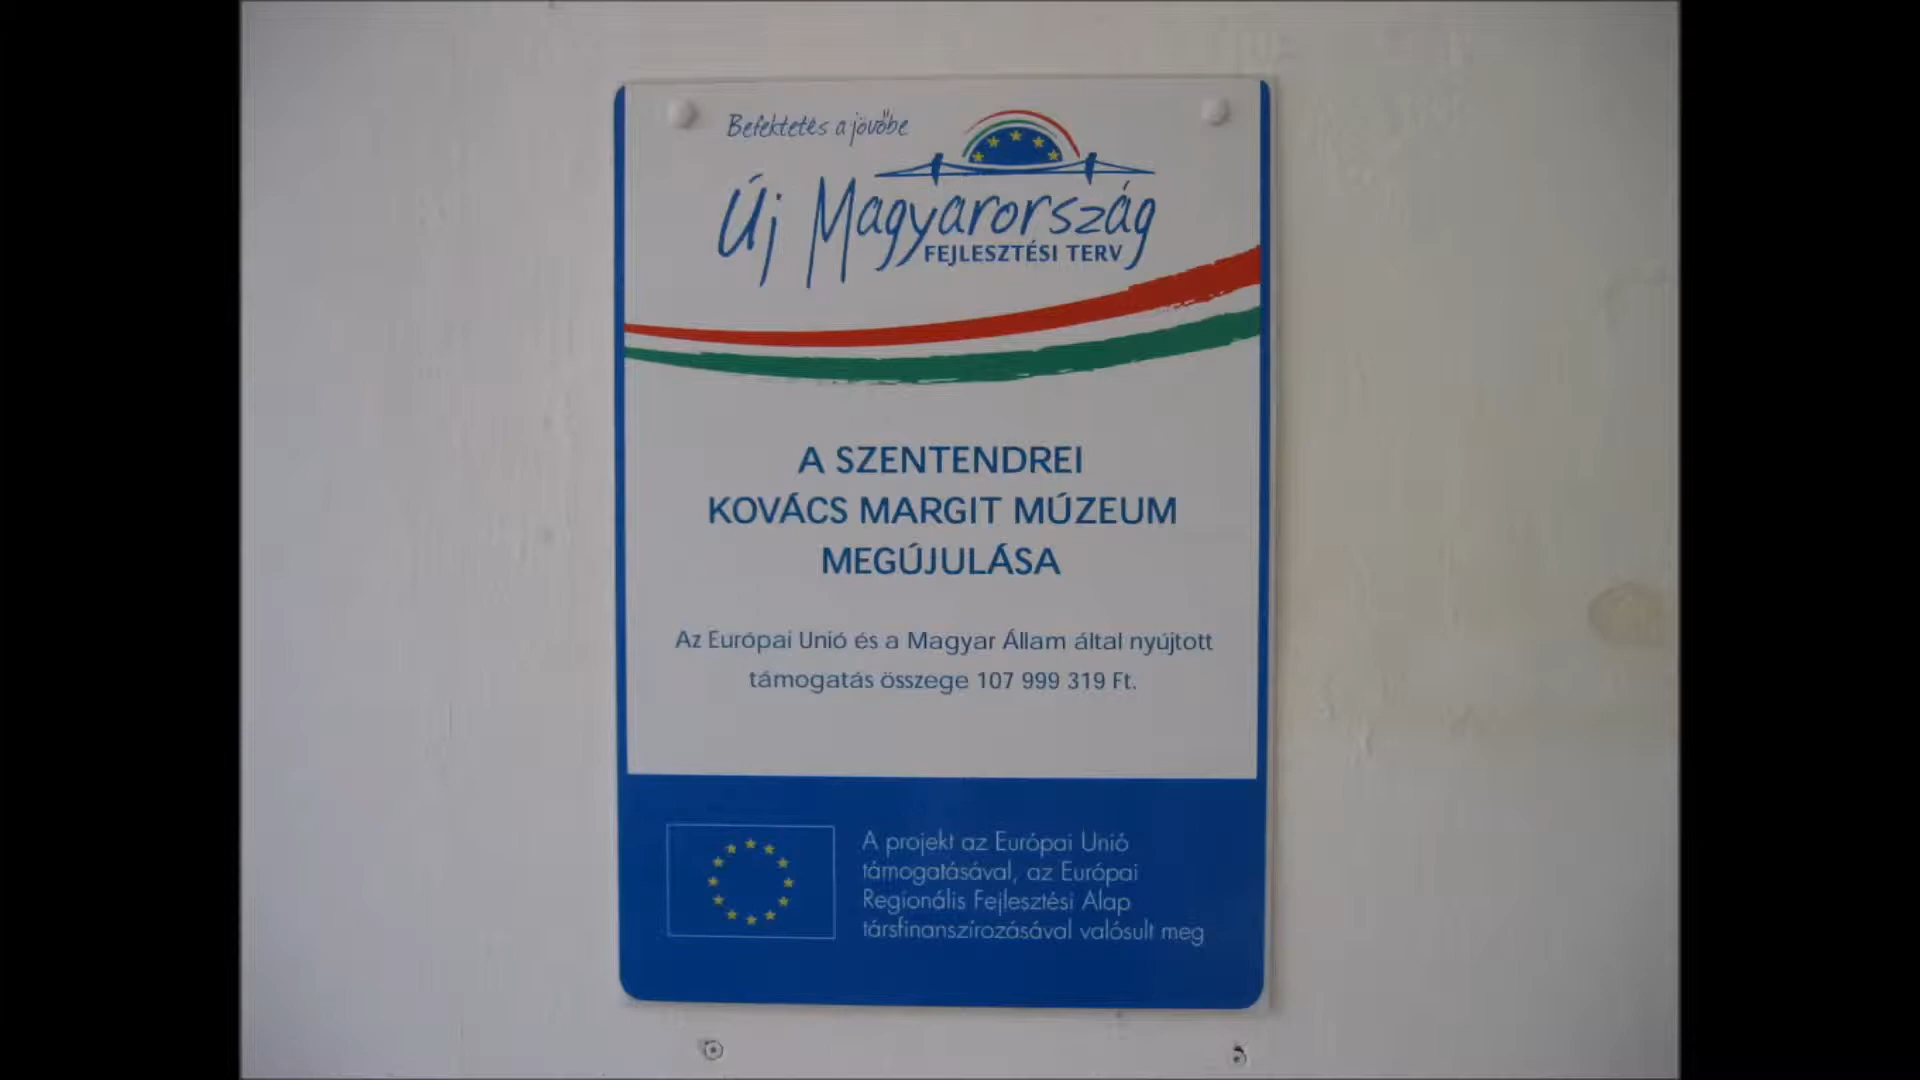 Befektetés a jövőbe
Új Magyarország
FEJLESZTÉSI TERV
A SZENTENDREI
KOVÁCS MARGIT MÚZEUM
MEGÚJULÁSA
Az Európai Unió és a Magyar Állam által nyújtott
támogatás összege 107 999 319 Ft.
A projekt az Európai Unió
támogatásával, az Európai
Regionális Fejlesztési Alap
társfinanszírozásával valósult meg